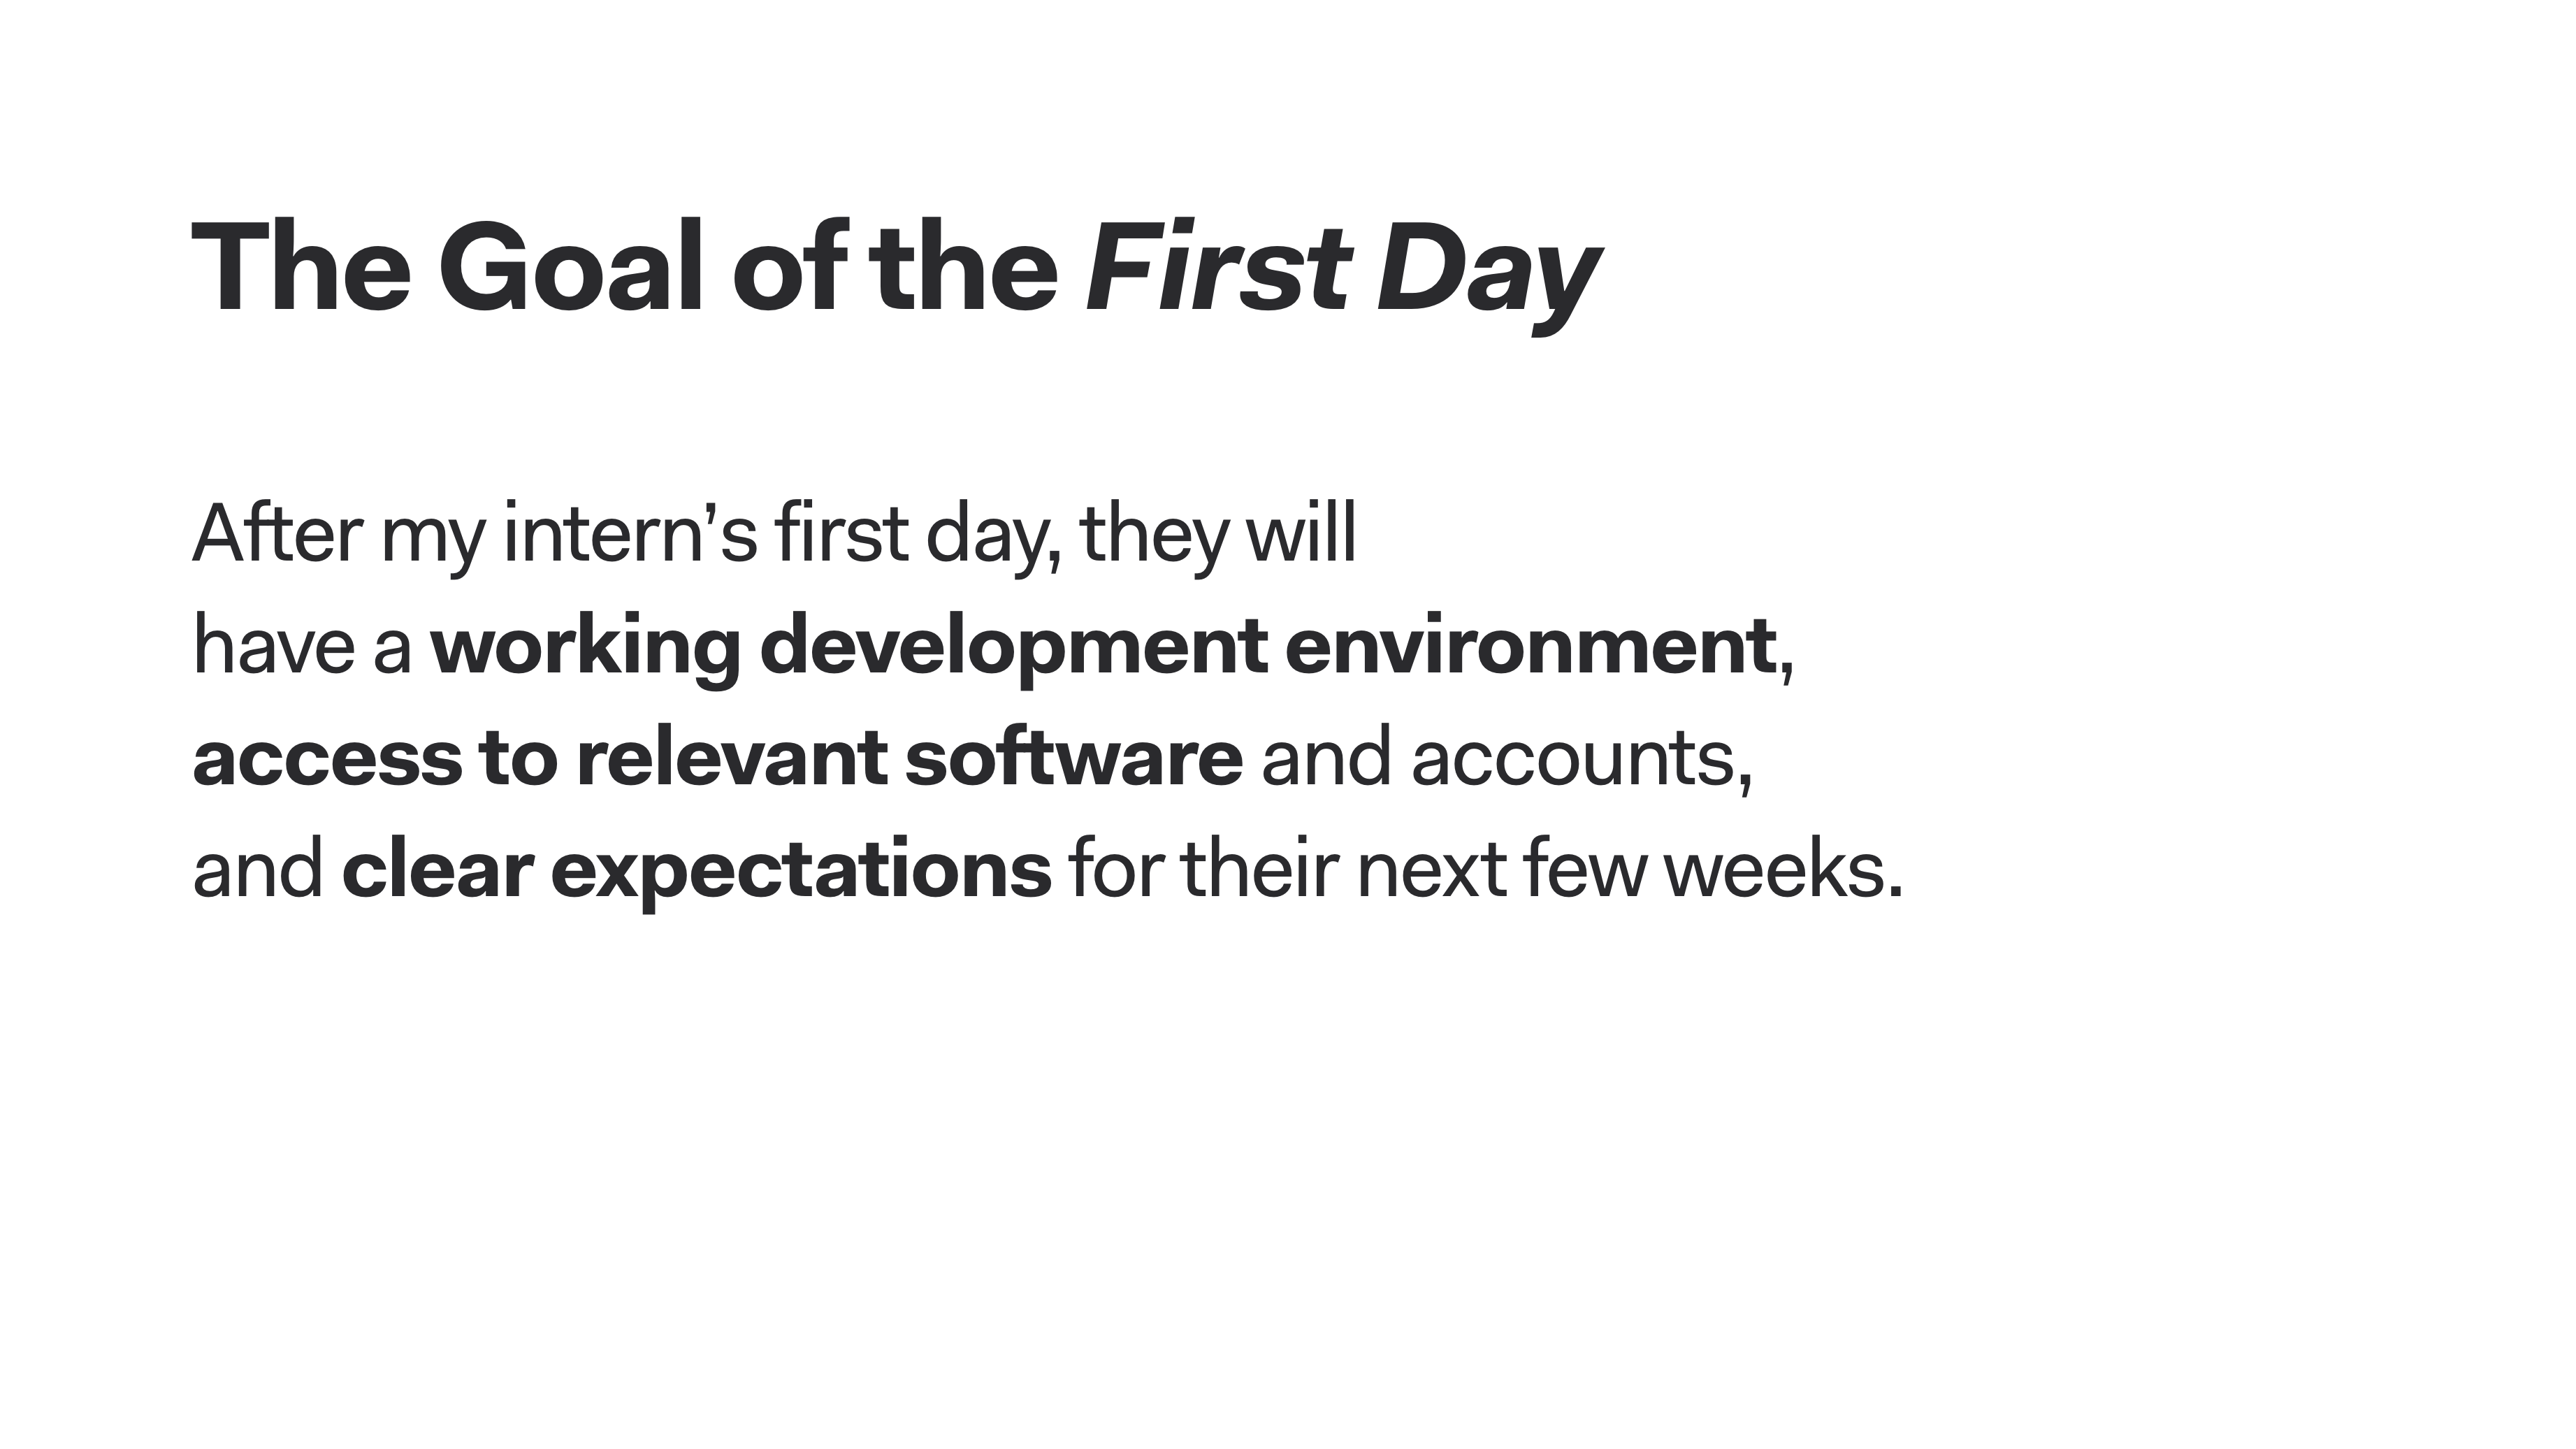 The Goal of the First Day
After my intern’s first day, they will
have a working development environment,
access to relevant software and accounts,
and clear expectations for their next few weeks.